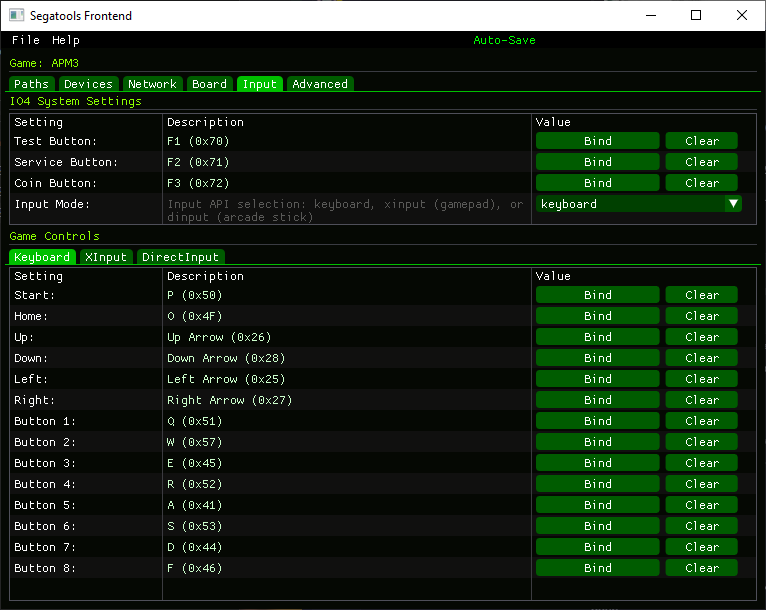 Segatools Frontend
File Help Auto-Save
Game: APM3
Paths Devices Network Board Input Advanced
IO4 System Settings
Setting Description Value
Test Button: F1 (0x70) Bind Clear
Service Button: F2 (0x71) Bind Clear
Coin Button: F3 (0x72) Bind Clear
Input Mode: Input API selection: keyboard, xinput (gamepad), or keyboard
dinput (arcade stick)
Game Controls
Keyboard XInput DirectInput
Setting Description Value
Start: P (0x50) Bind Clear
Home: O (0x4F) Bind Clear
Up: Up Arrow (0x26) Bind Clear
Down: Down Arrow (0x28) Bind Clear
Left: Left Arrow (0x25) Bind Clear
Right: Right Arrow (0x27) Bind Clear
Button 1: Q (0x51) Bind Clear
Button 2: W (0x57) Bind Clear
Button 3: E (0x45) Bind Clear
Button 4: R (0x52) Bind Clear
Button 5: A (0x41) Bind Clear
Button 6: S (0x53) Bind Clear
Button 7: D (0x44) Bind Clear
Button 8: F (0x46) Bind Clear